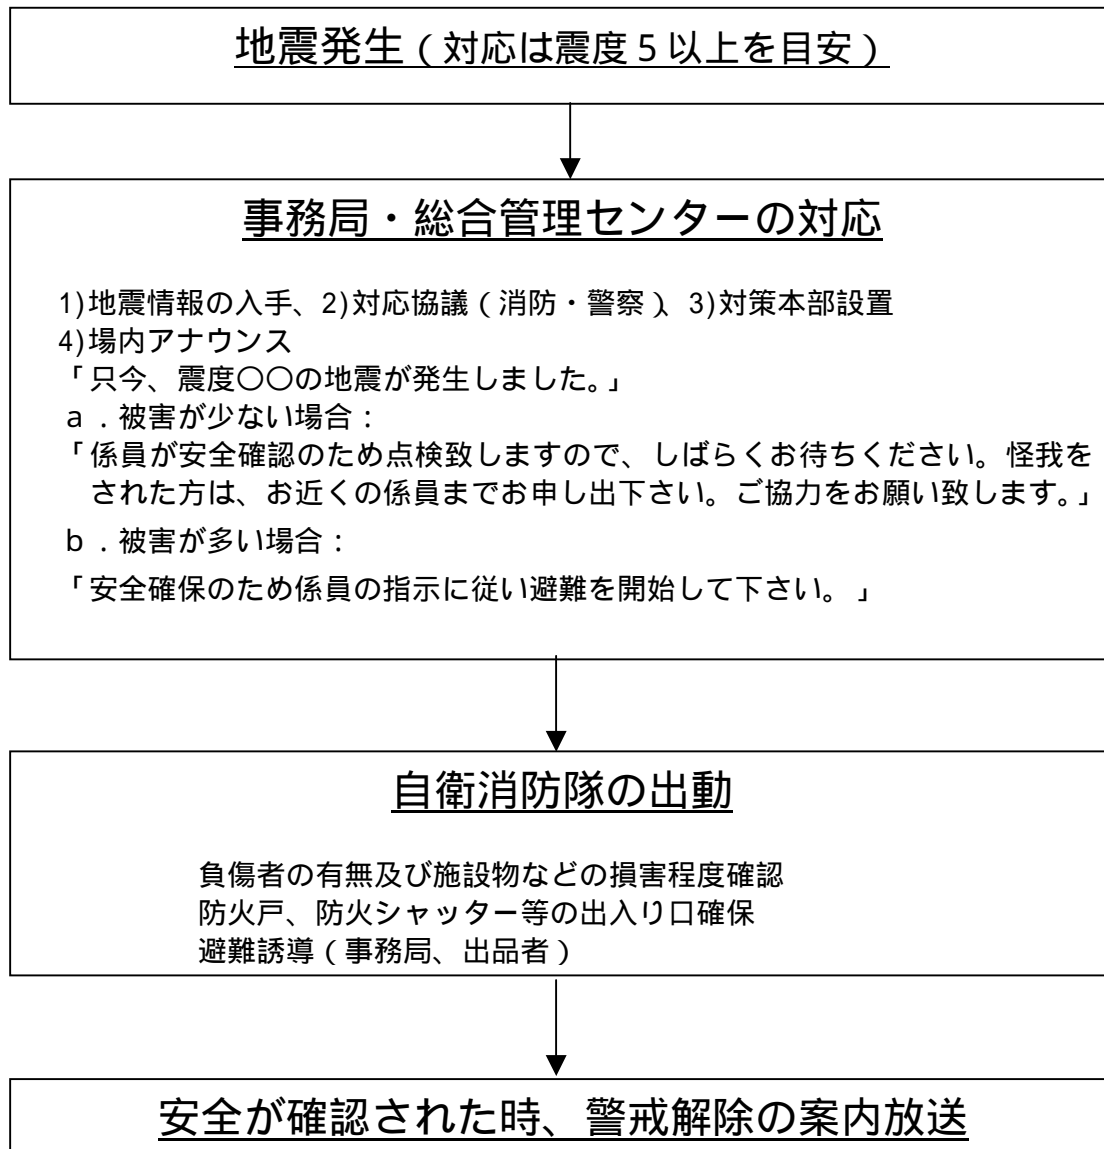 地震発生（対応は震度５以上を目安）
事務局・総合管理センターの対応
1)地震情報の入手、2)対応協議（消防・警察）、3)対策本部設置
4)場内アナウンス
「只今、震度〇〇の地震が発生しました。」
ａ．被害が少ない場合：
「係員が安全確認のため点検致しますので、しばらくお待ちください。怪我を
された方は、お近くの係員までお申し出下さい。ご協力をお願い致します。」
ｂ．被害が多い場合：
「安全確保のため係員の指示に従い避難を開始して下さい。」
自衛消防隊の出動
負傷者の有無及び施設物などの損害程度確認
防火戸、防火シャッター等の出入り口確保
避難誘導（事務局、出品者）
安全が確認された時、警戒解除の案内放送